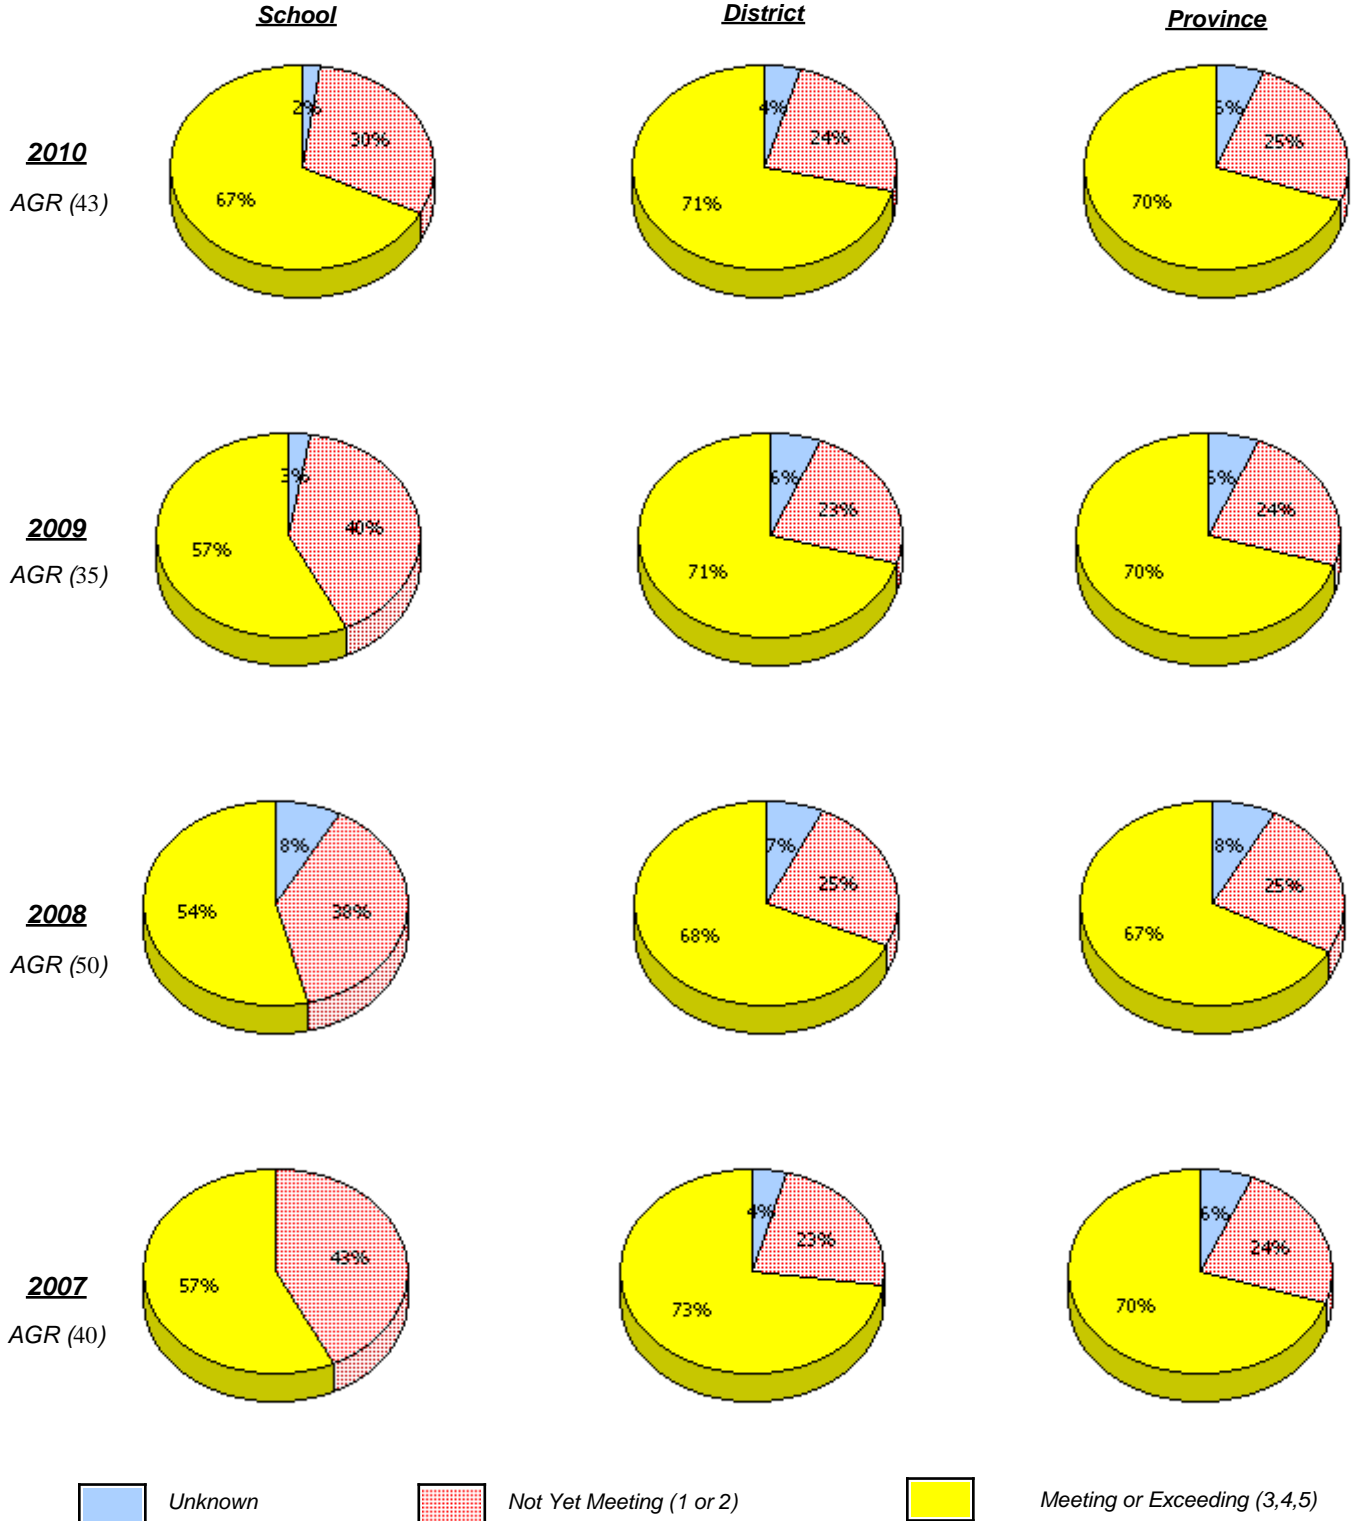 School District Province
2010
AGR (43)
2% 30% 67%
4% 24% 71%
25% 70%
2009
AGR (35)
3% 40% 57%
6% 23% 71%
24% 70%
2008
AGR (50)
8% 38% 54%
7% 25% 68%
8% 25% 67%
2007
AGR (40)
43% 57%
4% 23% 73%
6% 24% 70%
Unknown Not Yet Meeting (1 or 2) Meeting or Exceeding (3,4,5)